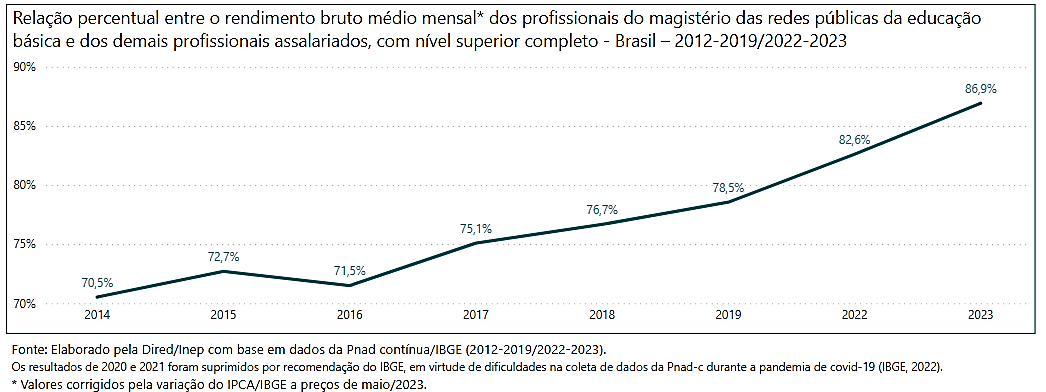 Relação percentual entre o rendimento bruto médio mensal* dos profissionais do magistério das redes públicas da educação
básica e dos demais profissionais assalariados, com nível superior completo - Brasil – 2012-2019/2022-2023
90%
86,9%
85%
82,6%
80%
78,5%
76,7%
75,1%
75%
72,7%
71,5%
70,5%
70%
2014 2015 2016 2017 2018 2019 2022 2023
Fonte: Elaborado pela Dired/Inep com base em dados da Pnad contínua/IBGE (2012-2019/2022-2023).
Os resultados de 2020 e 2021 foram suprimidos por recomendação do IBGE, em virtude de dificuldades na coleta de dados da Pnad-c durante a pandemia de covid-19 (IBGE, 2022).
* Valores corrigidos pela variação do IPCA/IBGE a preços de maio/2023.